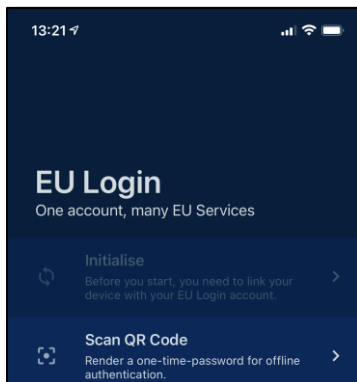 13:21
EU Login
One account, many EU Services
Initialise
Before you start, you need to link your
device with your EU Login account.
Scan QR Code
Render a one-time-password for offline
authentication.